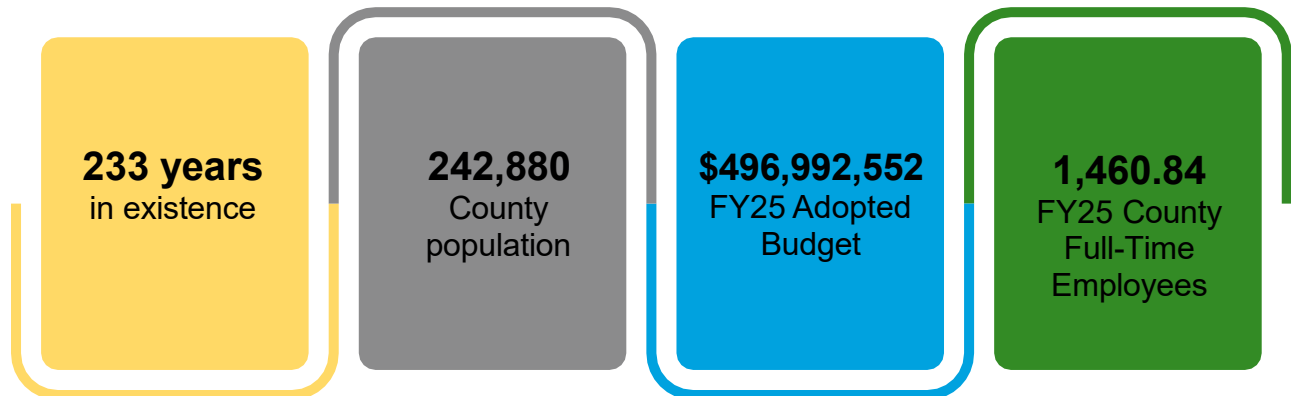 233 years
in existence
242,880
County
population
$496,992,552
FY25 Adopted
Budget
1,460.84
FY25 County
Full-Time
Employees